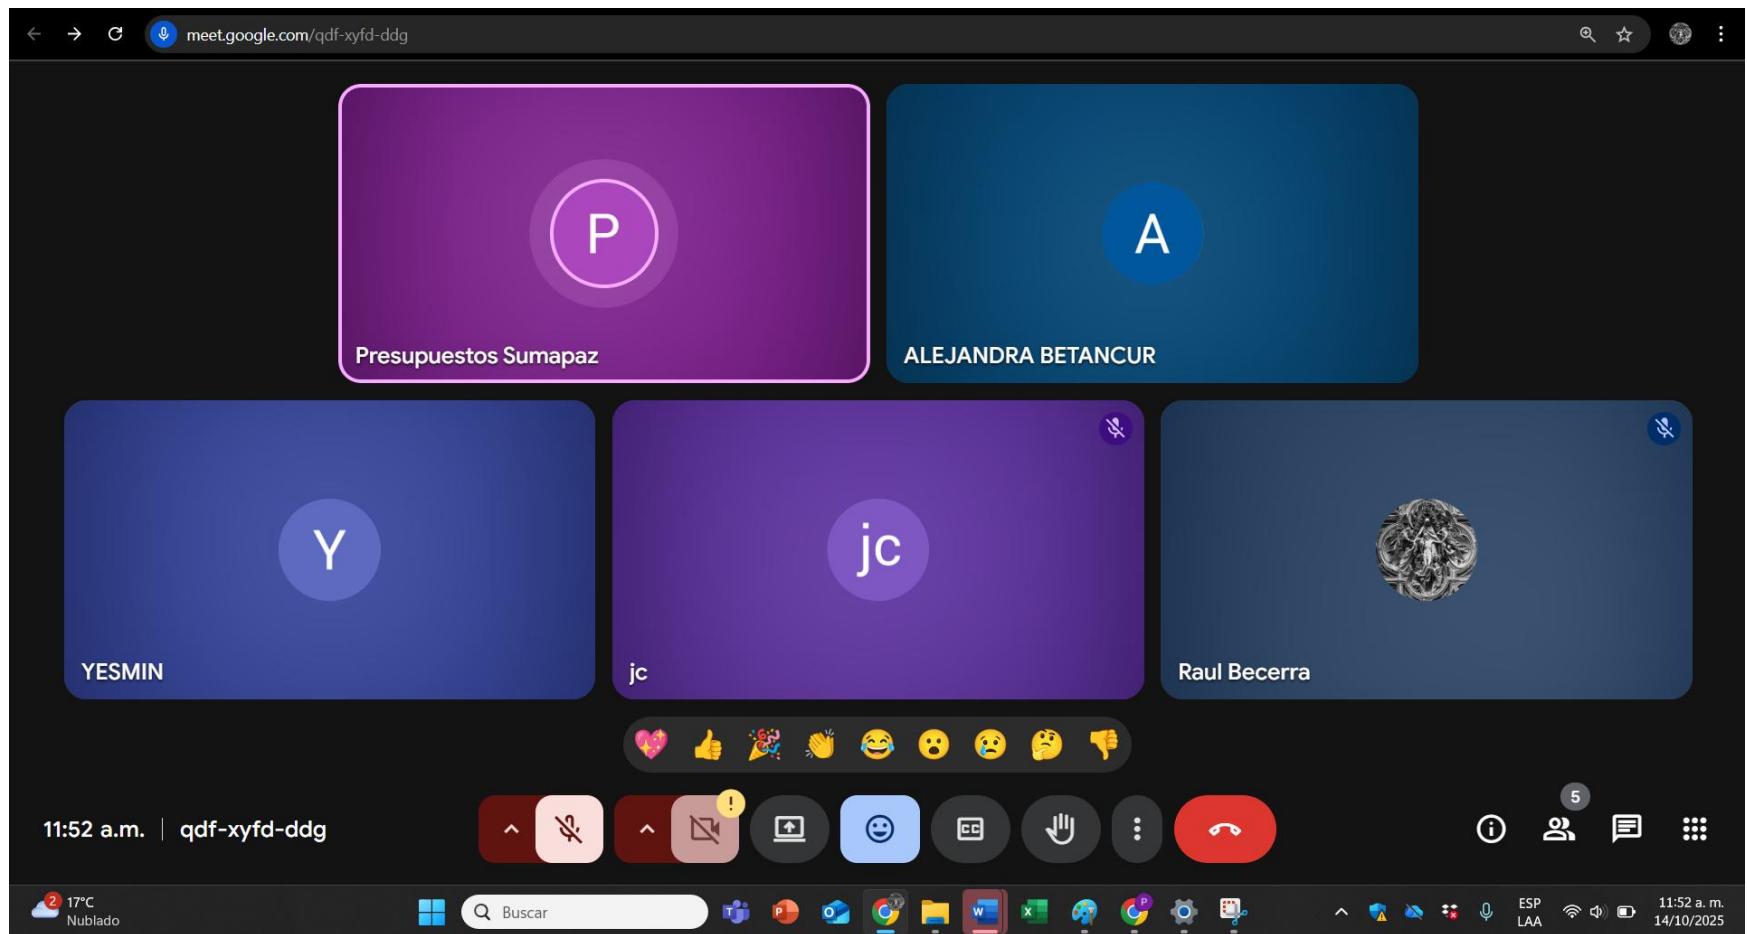 meet.google.com/qdf-xyfd-ddg
P
Presupuestos Sumapaz
A
ALEJANDRA BETANCUR
Y
YESMIN
jc
jc
Raul Becerra
5
11:52 a.m. | qdf-xyfd-ddg
2
17°C
Nublado
Buscar
ESP
LAA
11:52 a. m.
14/10/2025